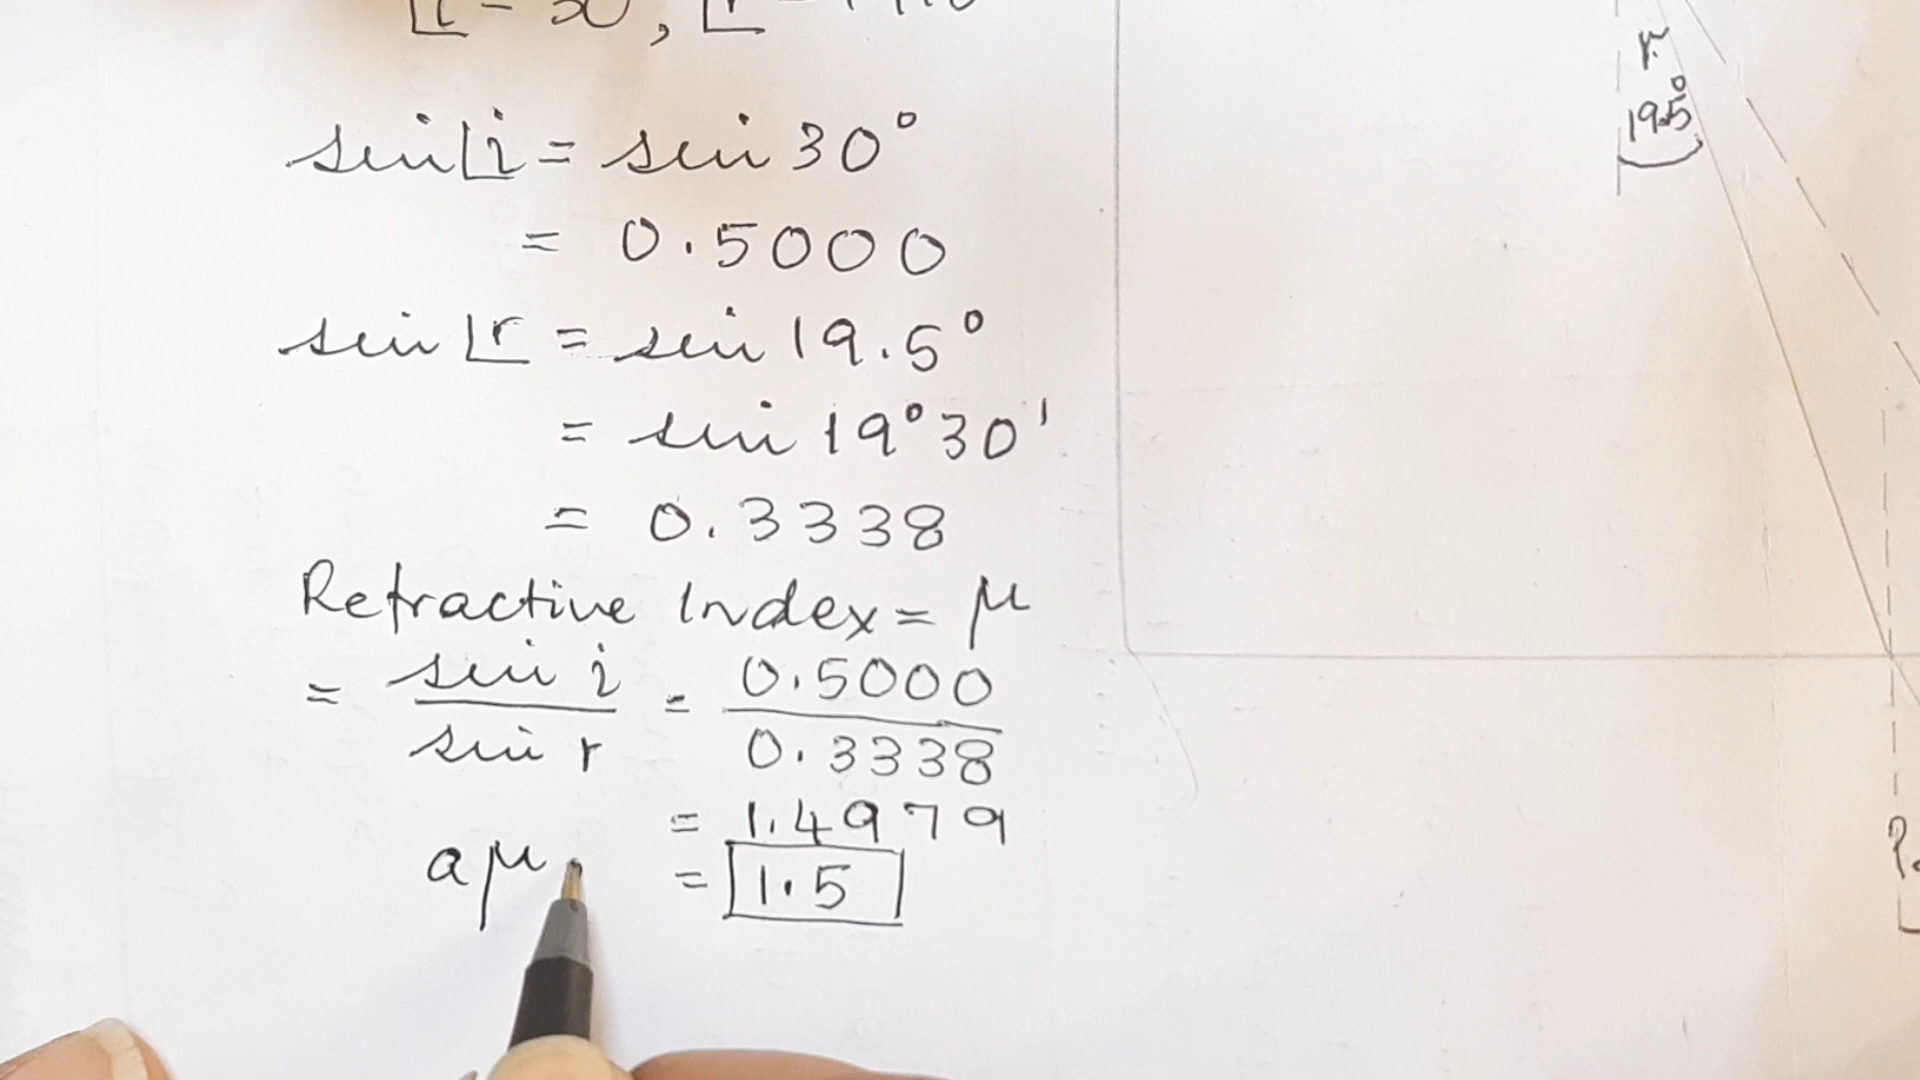 sin∠i = sin 30°
= 0.5000
sin∠r = sin 19.5°
= sin 19°30'
= 0.3338
Refractive Index = μ
= sin i / sin r = 0.5000 / 0.3338
= 1.4979
aμ = 1.5
r
19.5°